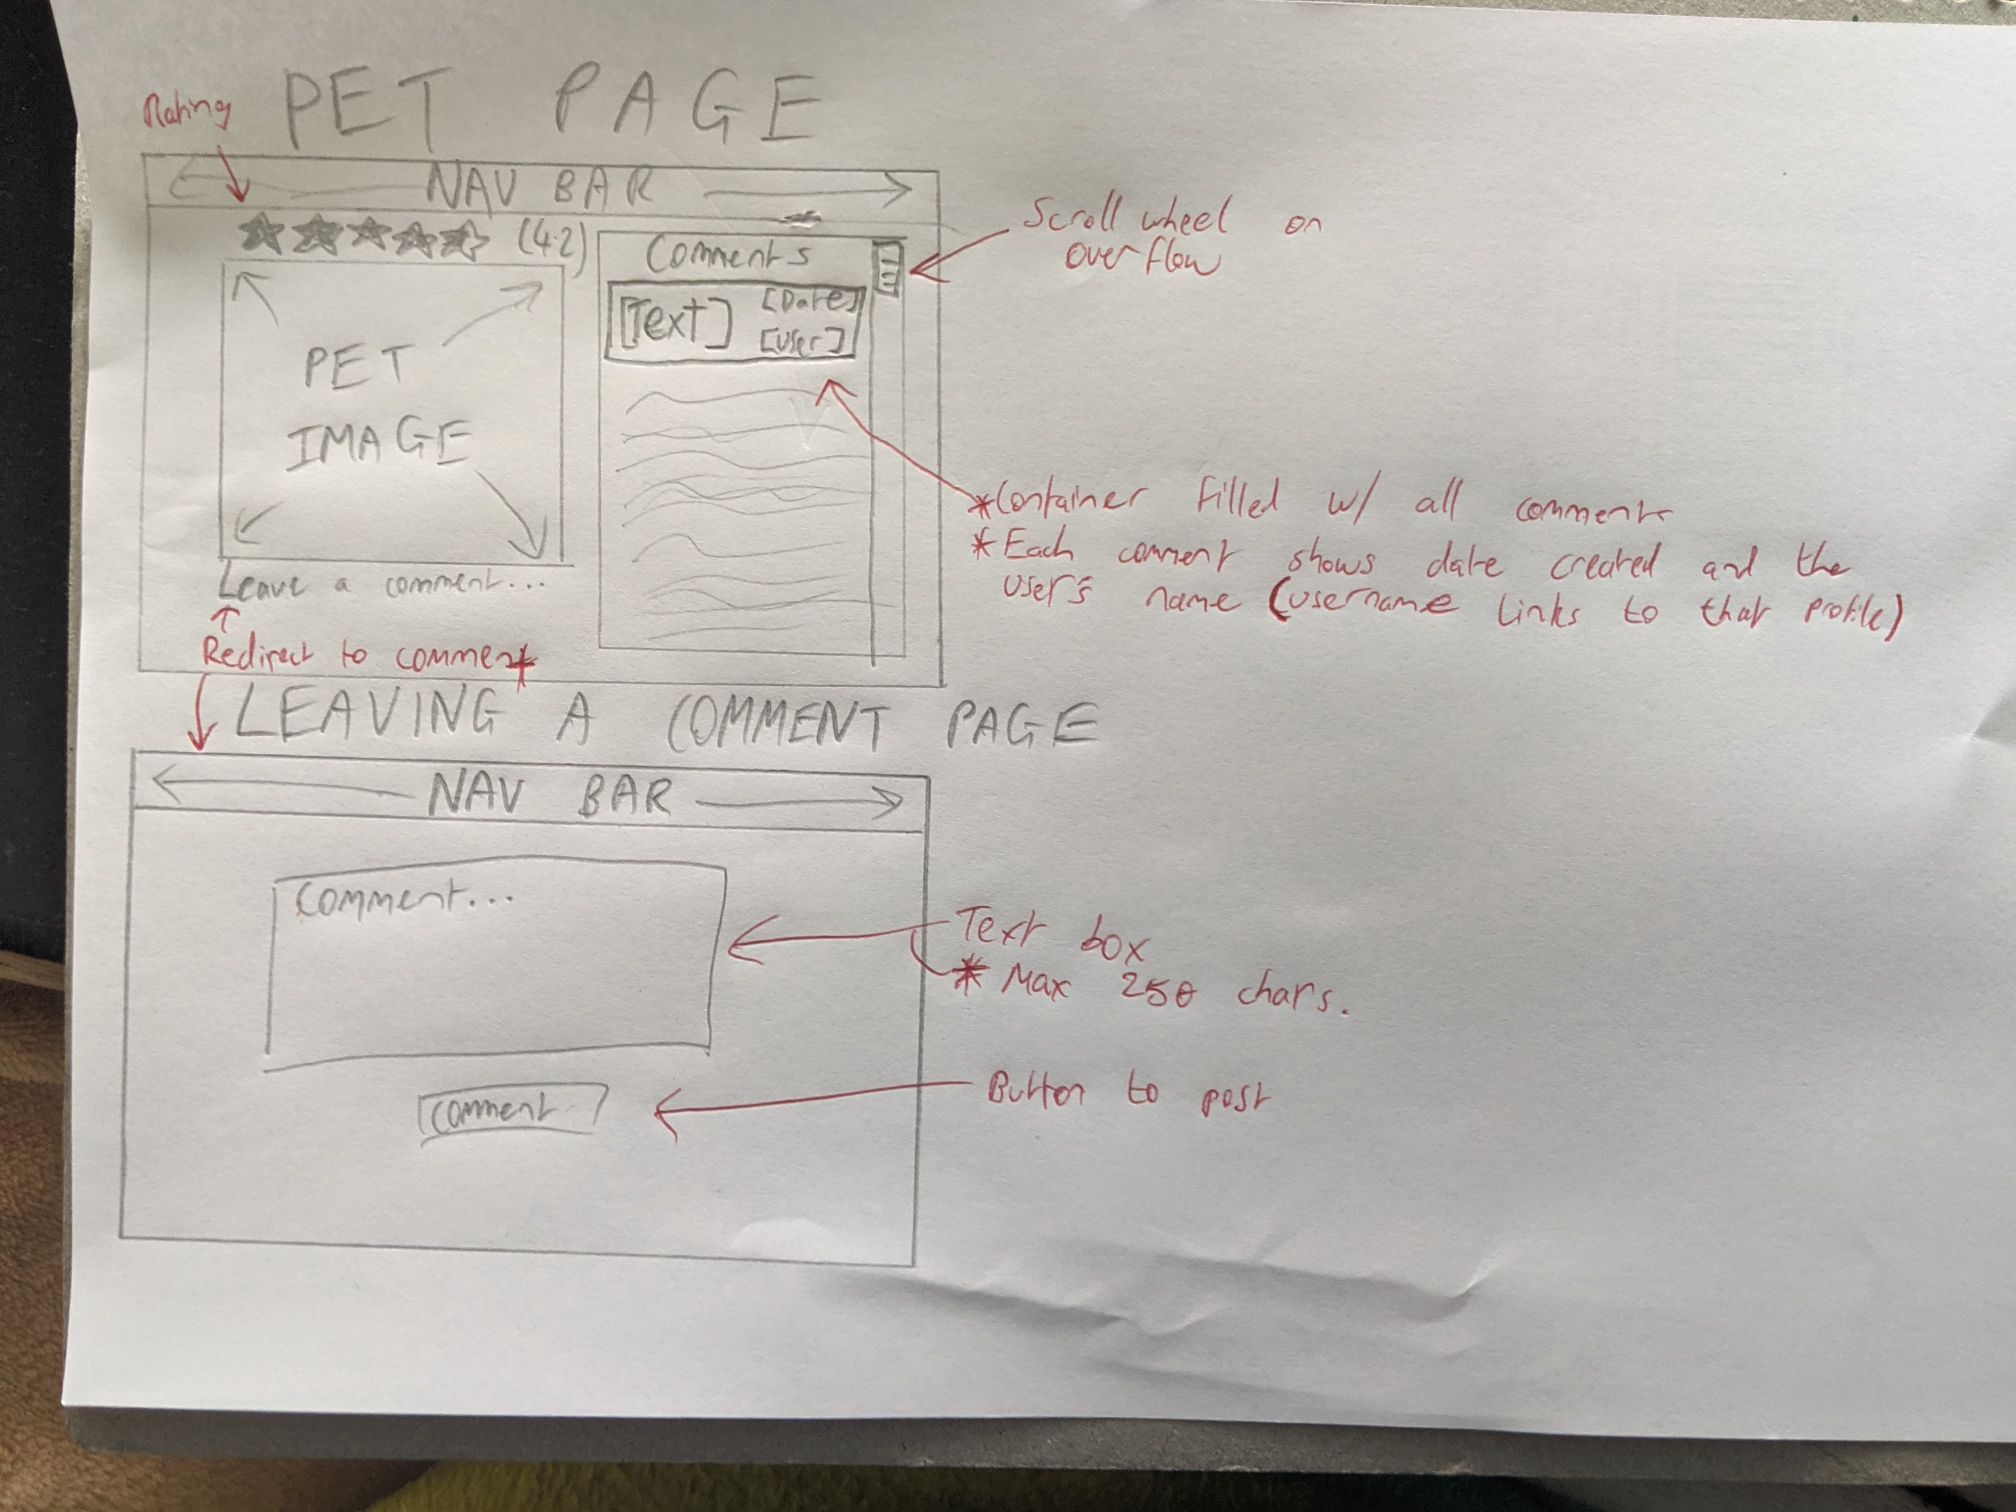 PET PAGE
Rating
NAV BAR
(4.2)
Comments
[Text]
[Date]
[User]
PET
IMAGE
Leave a comment...
Redirect to comment
Scroll wheel on
overflow
*Container filled w/ all comments
*Each comment shows date created and the
user's name (username links to that profile)
LEAVING A COMMENT PAGE
NAV BAR
Comment...
Text box
* Max 250 chars.
Comment
Button to post